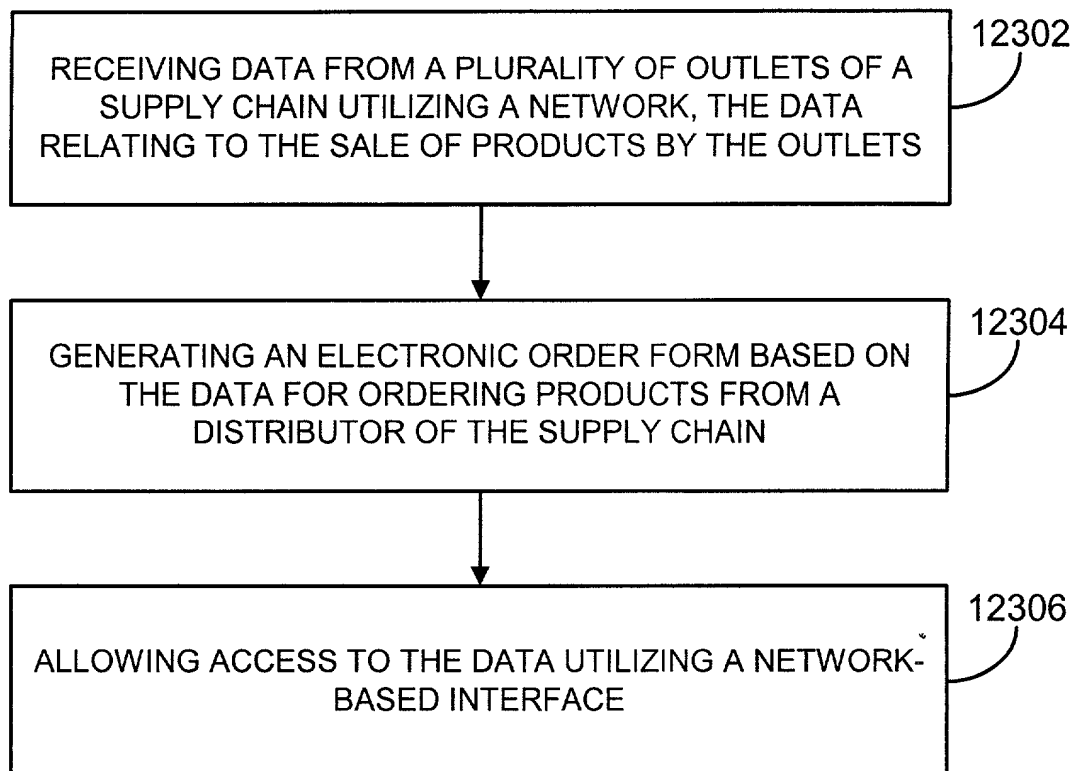 12302
RECEIVING DATA FROM A PLURALITY OF OUTLETS OF A
SUPPLY CHAIN UTILIZING A NETWORK, THE DATA
RELATING TO THE SALE OF PRODUCTS BY THE OUTLETS
12304
GENERATING AN ELECTRONIC ORDER FORM BASED ON
THE DATA FOR ORDERING PRODUCTS FROM A
DISTRIBUTOR OF THE SUPPLY CHAIN
12306
ALLOWING ACCESS TO THE DATA UTILIZING A NETWORK-
BASED INTERFACE